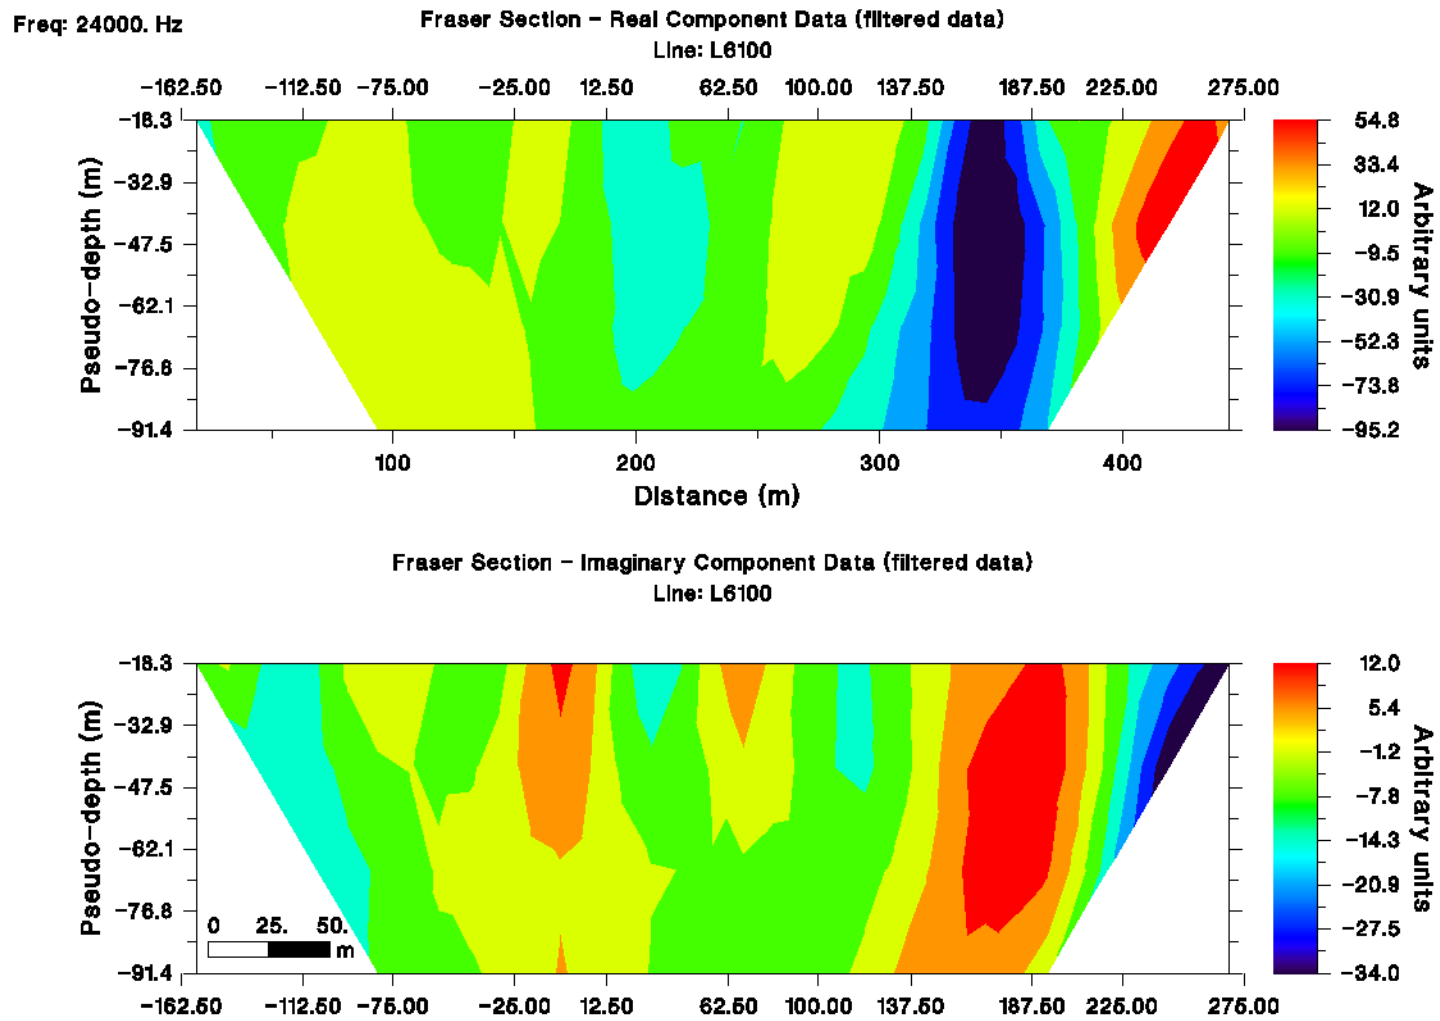 Freq: 24000. Hz
Fraser Section - Real Component Data (filtered data)
Line: L6100
-162.50 -112.50 -75.00 -25.00 12.50 62.50 100.00 137.50 187.50 225.00 275.00
Pseudo-depth (m)
-18.3
-32.9
-47.5
-62.1
-76.8
-91.4
54.8
33.4
12.0
-9.5
-30.9
-52.3
-73.8
-95.2
Arbitrary units
100 200 300 400
Distance (m)
Fraser Section - Imaginary Component Data (filtered data)
Line: L6100
Pseudo-depth (m)
-18.3
-32.9
-47.5
-62.1
-76.8
-91.4
0 25. 50.
m
12.0
5.4
-1.2
-7.8
-14.3
-20.9
-27.5
-34.0
Arbitrary units
-162.50 -112.50 -75.00 -25.00 12.50 62.50 100.00 137.50 187.50 225.00 275.00